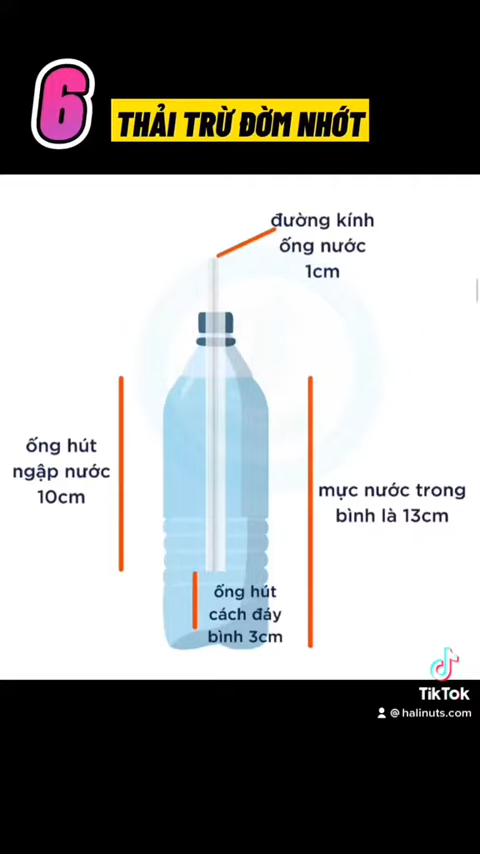 6
THẢI TRỪ ĐỜM NHỚT
đường kính
ống nước
1cm
ống hút
ngập nước
10cm
mực nước trong
bình là 13cm
ống hút
cách đáy
bình 3cm
TikTok
@halinuts.com